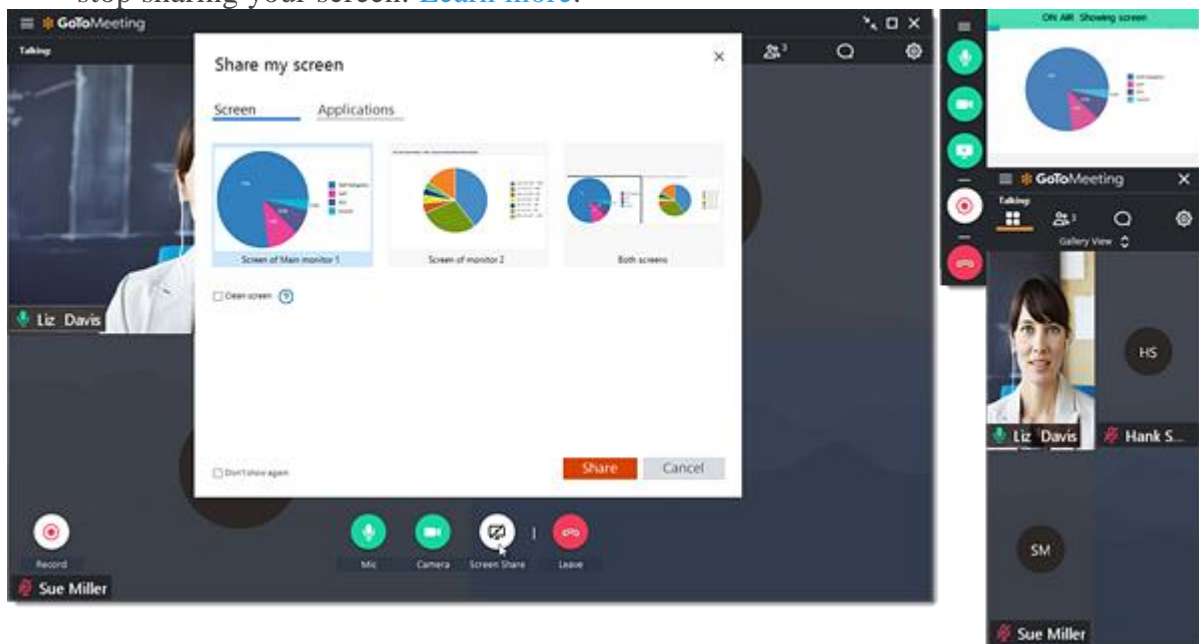 stop sharing your screen. Learn more.
GoToMeeting
Talking:
3
Share my screen
Screen Applications
Screen of Main monitor 1
Screen of monitor 2
Both screens
Clean screen ?
Don't show again
Share Cancel
Liz Davis
Record
Mic
Camera
Screen Share
Leave
Sue Miller
ON AIR Showing screen
GoToMeeting
Talking:
3
Gallery View
HS
Liz Davis
Hank S...
SM
Sue Miller